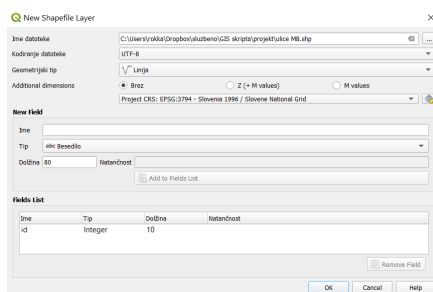 New Shapefile Layer
Ime datoteke C:\Users\rokka\Dropbox\sluzbeno\GIS skripta\projekt\ulice MB.shp ...
Kodiranje datoteke UTF-8
Geometrijski tip Linija
Additional dimensions Brez Z (+ M values) M values
Project CRS: EPSG:3794 - Slovenia 1996 / Slovene National Grid
New Field
Ime
Tip abc Besedilo
Dolžina 80 Natančnost
Add to Fields List
Fields List
Ime Tip Dolžina Natančnost
id Integer 10
Remove Field
OK Cancel Help